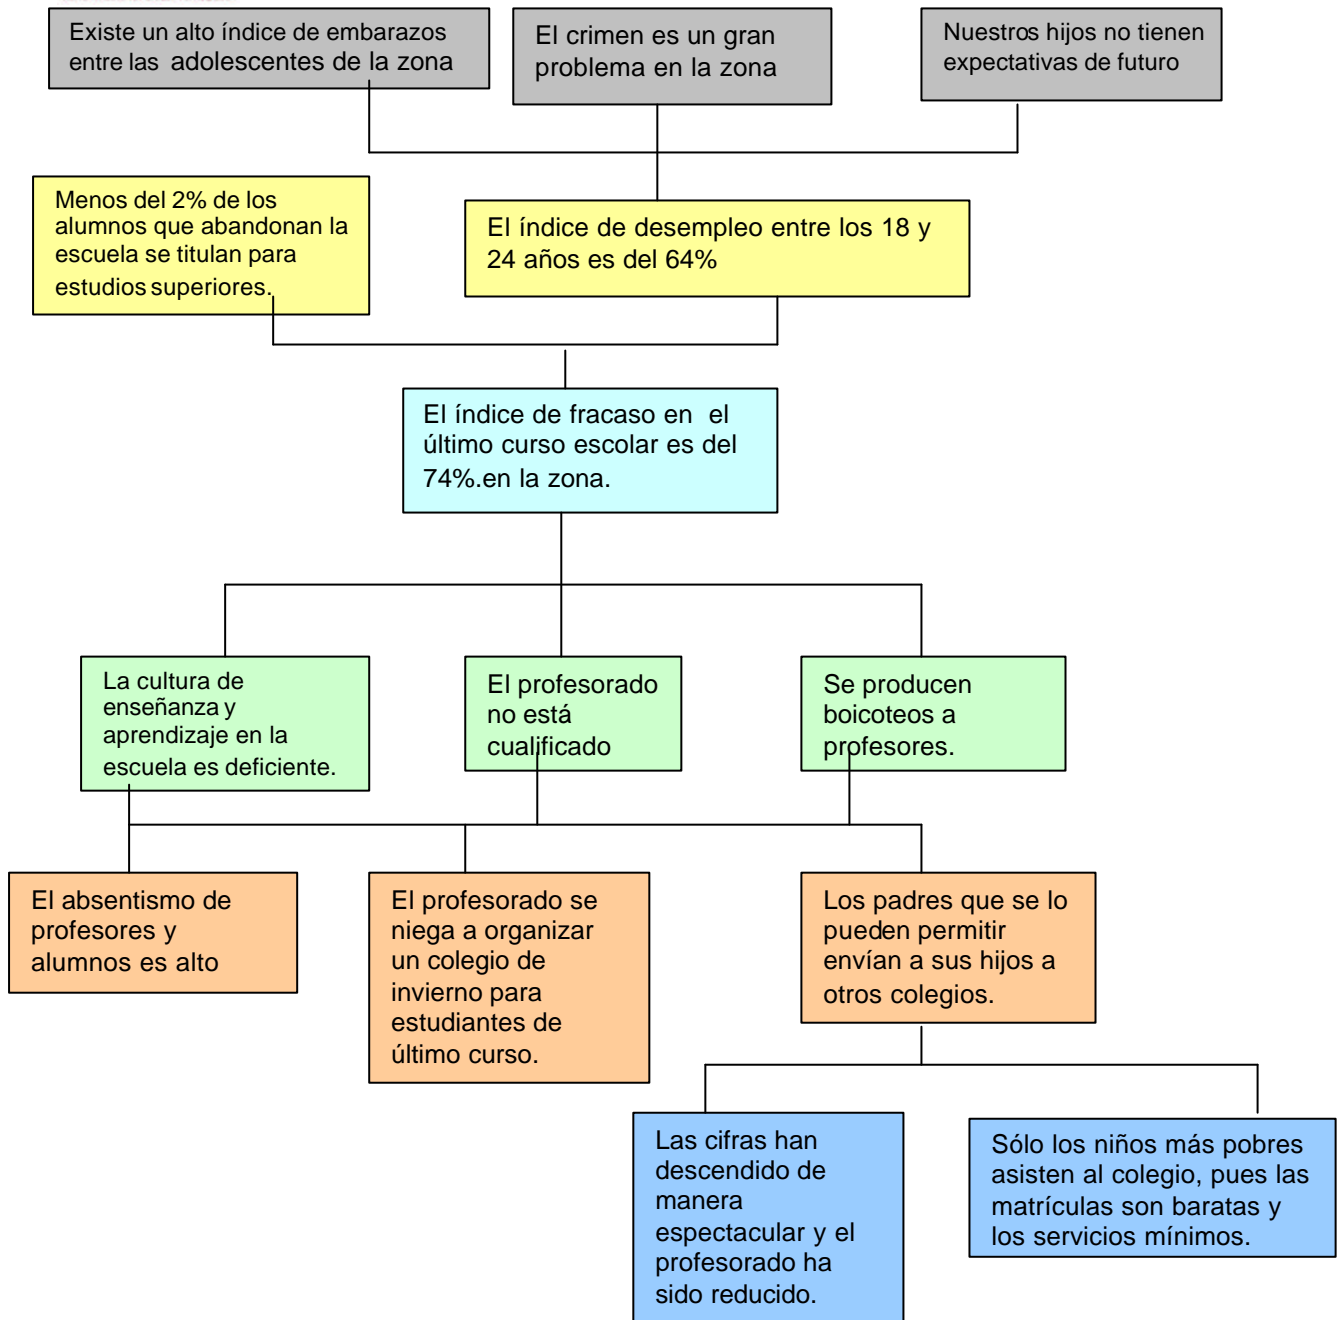 Existe un alto índice de embarazos
entre las adolescentes de la zona
El crimen es un gran
problema en la zona
Nuestros hijos no tienen
expectativas de futuro
Menos del 2% de los
alumnos que abandonan la
escuela se titulan para
estudios superiores.
El índice de desempleo entre los 18 y
24 años es del 64%
El índice de fracaso en el
último curso escolar es del
74%.en la zona.
La cultura de
enseñanza y
aprendizaje en la
escuela es deficiente.
El profesorado
no está
cualificado
Se producen
boicoteos a
profesores.
El absentismo de
profesores y
alumnos es alto
El profesorado se
niega a organizar
un colegio de
invierno para
estudiantes de
último curso.
Los padres que se lo
pueden permitir
envían a sus hijos a
otros colegios.
Las cifras han
descendido de
manera
espectacular y el
profesorado ha
sido reducido.
Sólo los niños más pobres
asisten al colegio, pues las
matrículas son baratas y
los servicios mínimos.